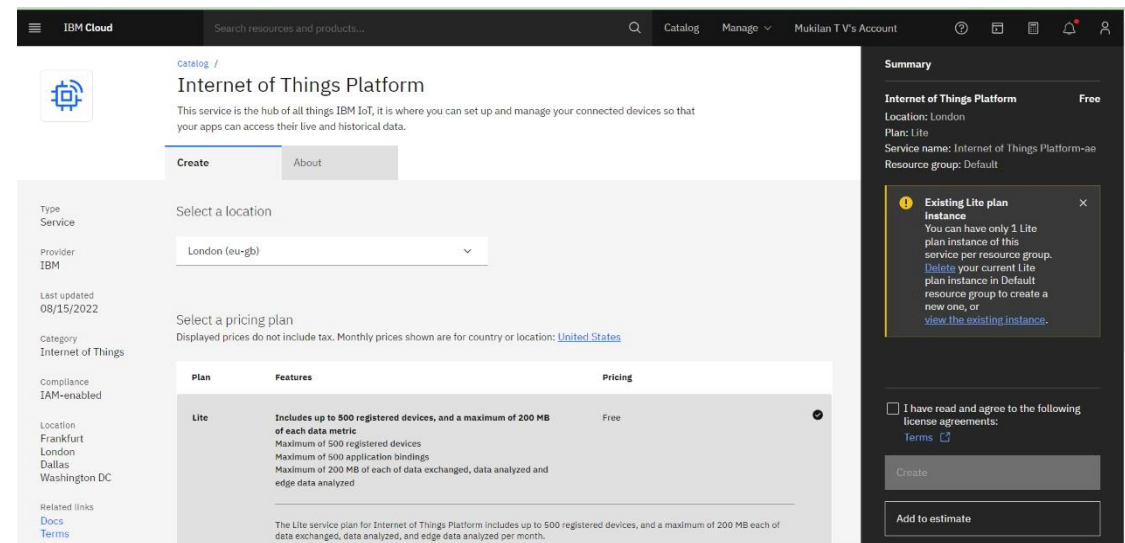 IBM Cloud
Search resources and products...
Catalog
Manage
Mukilan T V's Account
Catalog /
Internet of Things Platform
This service is the hub of all things IBM IoT, it is where you can set up and manage your connected devices so that
your apps can access their live and historical data.
Create
About
Type
Service
Provider
IBM
Last updated
08/15/2022
Category
Internet of Things
Compliance
IAM-enabled
Location
Frankfurt
London
Dallas
Washington DC
Related links
Docs
Terms
Select a location
London (eu-gb)
Select a pricing plan
Displayed prices do not include tax. Monthly prices shown are for country or location: United States
Plan
Features
Pricing
Lite
Includes up to 500 registered devices, and a maximum of 200 MB
of each data metric
Maximum of 500 registered devices
Maximum of 500 application bindings
Maximum of 200 MB of each of data exchanged, data analyzed and
edge data analyzed
Free
The Lite service plan for Internet of Things Platform includes up to 500 registered devices, and a maximum of 200 MB each of
data exchanged, data analyzed, and edge data analyzed per month.
Summary
Internet of Things Platform Free
Location: London
Plan: Lite
Service name: Internet of Things Platform-ae
Resource group: Default
Existing Lite plan
instance
You can have only 1 Lite
plan instance of this
service per resource group.
Delete your current Lite
plan instance in Default
resource group to create a
new one, or
view the existing instance.
I have read and agree to the following
license agreements:
Terms
Create
Add to estimate